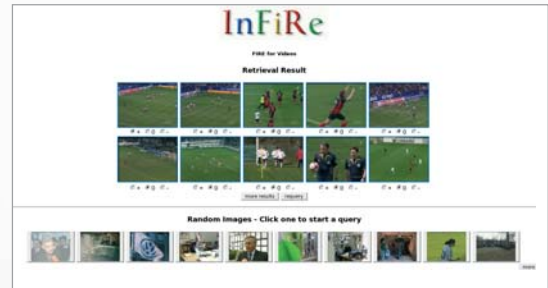 InFiRe
FIRE for Videos
Retrieval Result
more results requery
Random Images - Click one to start a query
more